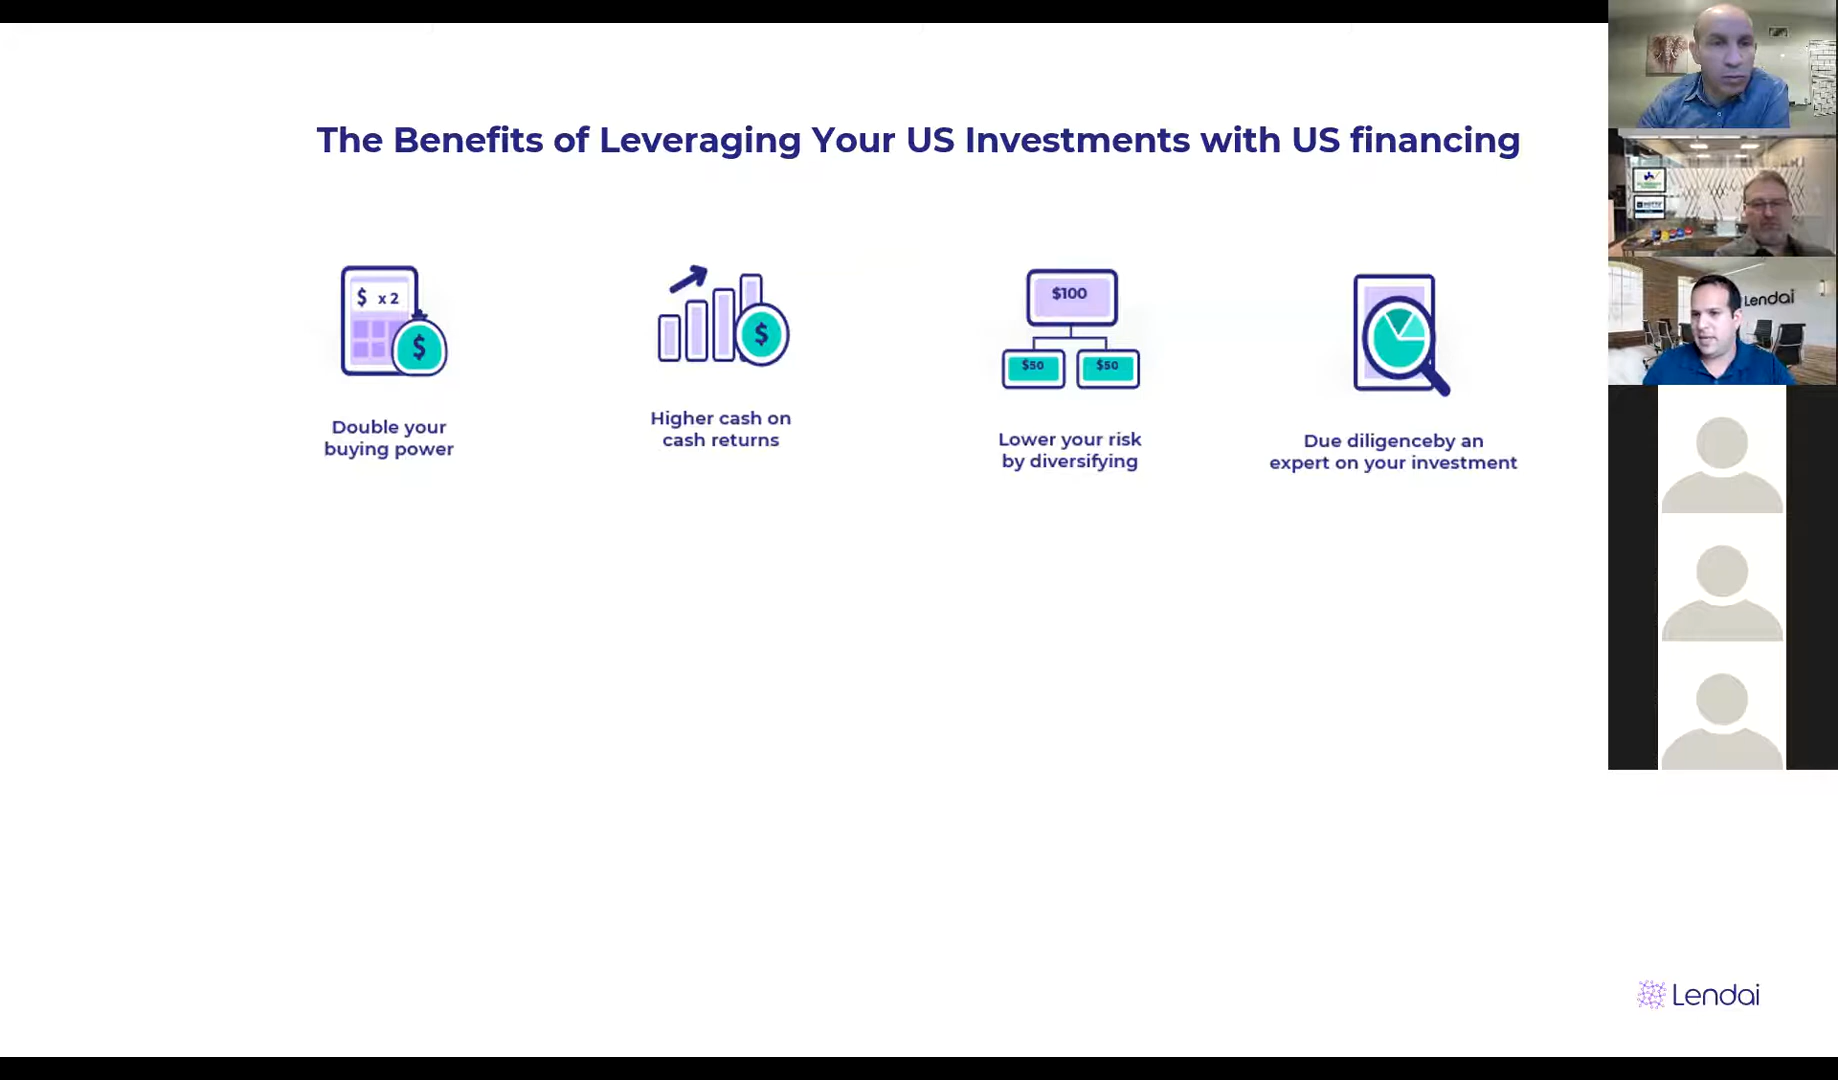 The Benefits of Leveraging Your US Investments with US financing
$ x 2
$
$
$100
$50 $50
Double your
buying power
Higher cash on
cash returns
Lower your risk
by diversifying
Due diligenceby an
expert on your investment
Lendai
Lendai